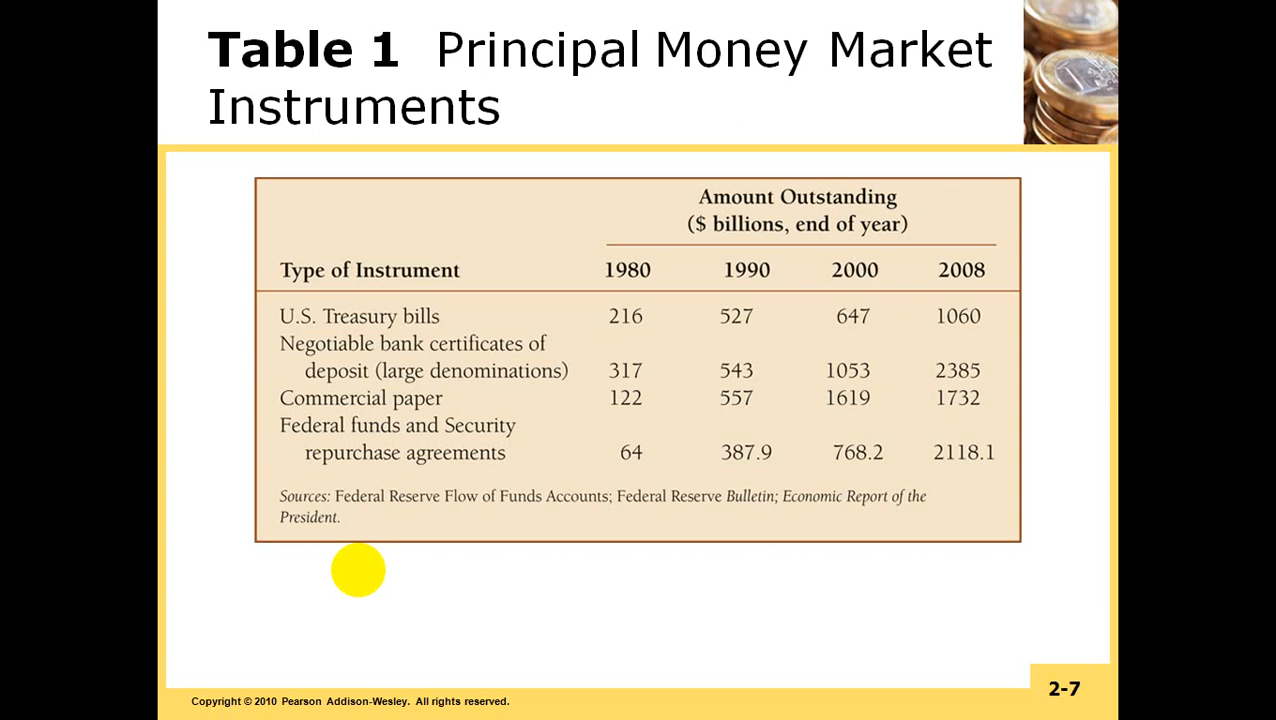 Table 1 Principal Money Market
Instruments
Amount Outstanding
($ billions, end of year)
Type of Instrument 1980 1990 2000 2008
U.S. Treasury bills 216 527 647 1060
Negotiable bank certificates of
deposit (large denominations) 317 543 1053 2385
Commercial paper 122 557 1619 1732
Federal funds and Security
repurchase agreements 64 387.9 768.2 2118.1
Sources: Federal Reserve Flow of Funds Accounts; Federal Reserve Bulletin; Economic Report of the
President.
2-7
Copyright © 2010 Pearson Addison-Wesley. All rights reserved.